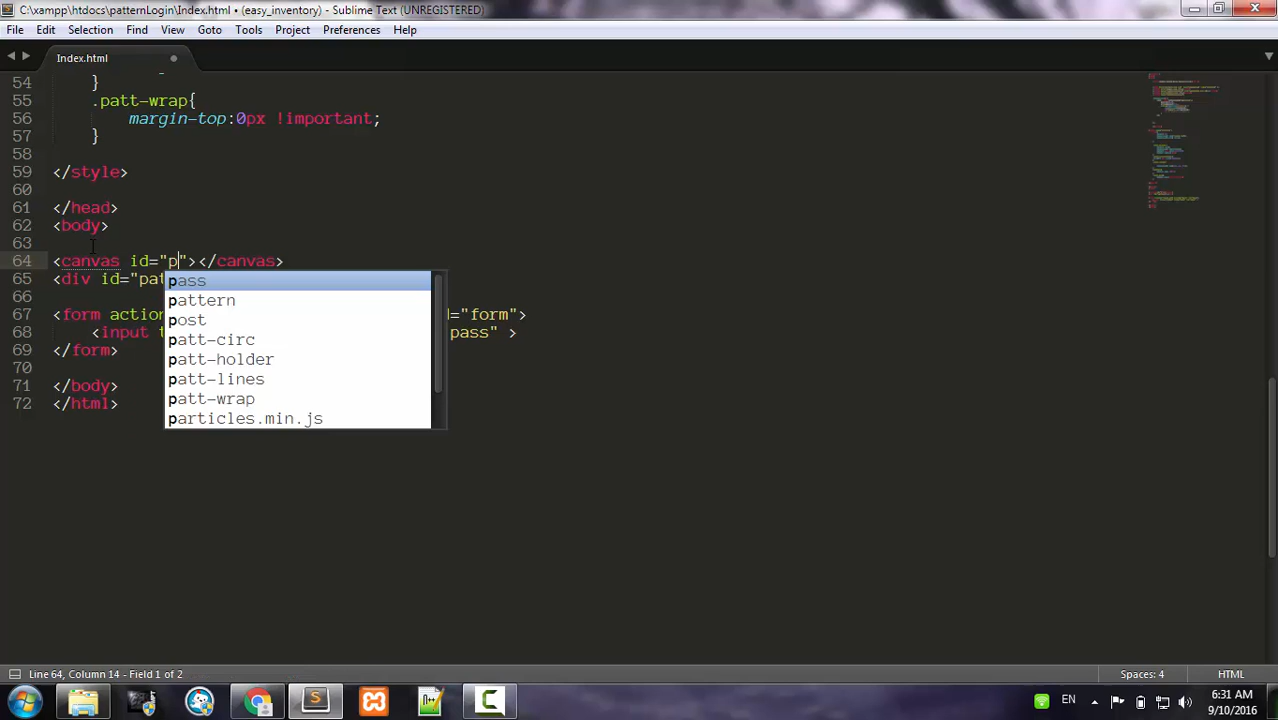 C:\xampp\htdocs\patternLogin\Index.html • (easy_inventory) - Sublime Text (UNREGISTERED)
File Edit Selection Find View Goto Tools Project Preferences Help
Index.html
54 }
55 .patt-wrap{
56 margin-top:0px !important;
57 }
58
59 </style>
60
61 </head>
62 <body>
63
64 <canvas id="p"></canvas>
65 <div id="pat
66
67 <form action d="form">
68 <input t pass" >
69 </form>
70
71 </body>
72 </html>
pass
pattern
post
patt-circ
patt-holder
patt-lines
patt-wrap
particles.min.js
Line 64, Column 14 - Field 1 of 2 Spaces: 4 HTML
EN 6:31 AM
9/10/2016